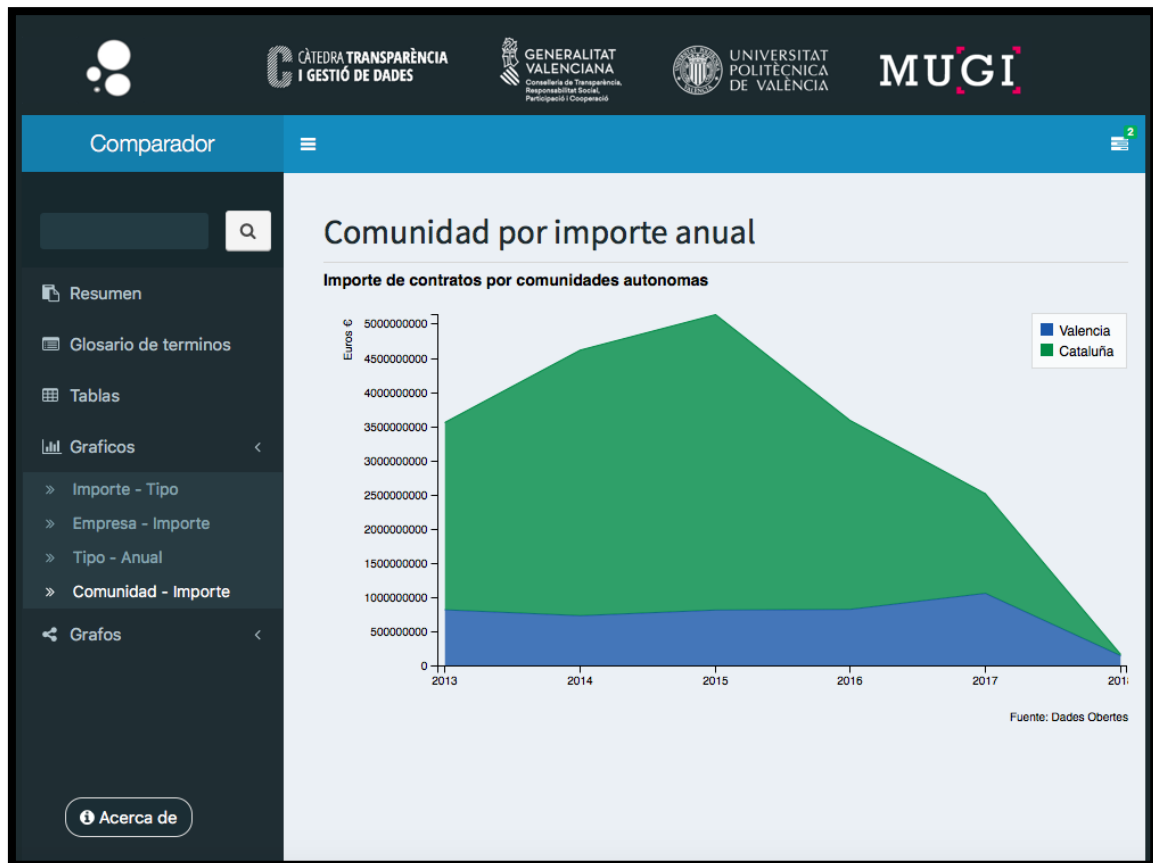 CÀTEDRA TRANSPARÈNCIA
I GESTIÓ DE DADES
GENERALITAT
VALENCIANA
Conselleria de Transparència,
Responsabilitat Social,
Participació i Cooperació
UNIVERSITAT
POLITÈCNICA
DE VALÈNCIA
MUGI
Comparador
2
Resumen
Glosario de terminos
Tablas
Graficos
Importe - Tipo
Empresa - Importe
Tipo - Anual
Comunidad - Importe
Grafos
Acerca de
Comunidad por importe anual
Importe de contratos por comunidades autonomas
Euros €
5000000000
4500000000
4000000000
3500000000
3000000000
2500000000
2000000000
1500000000
1000000000
500000000
0
2013
2014
2015
2016
2017
201
Valencia
Cataluña
Fuente: Dades Obertes